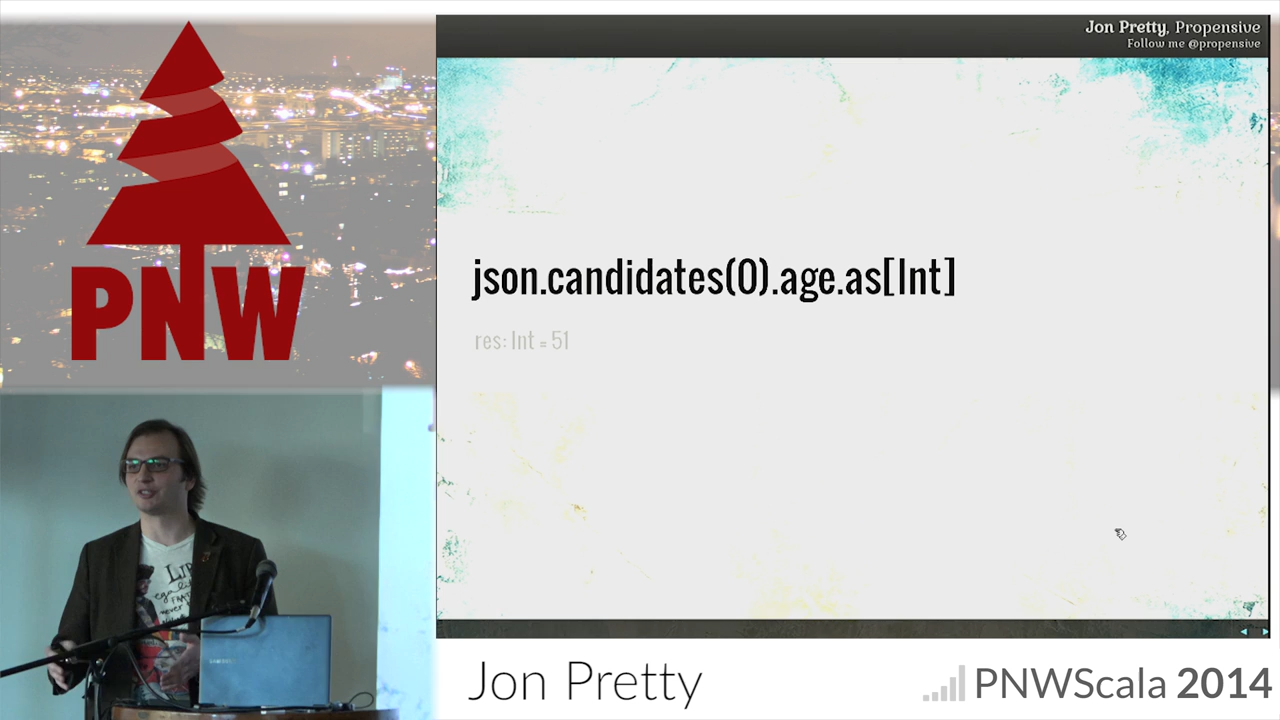 PNW
Jon Pretty, Propensive
Follow me @propensive
json.candidates(0).age.as[Int]
res: Int = 51
SAMSUNG
Jon Pretty
PNWScala 2014